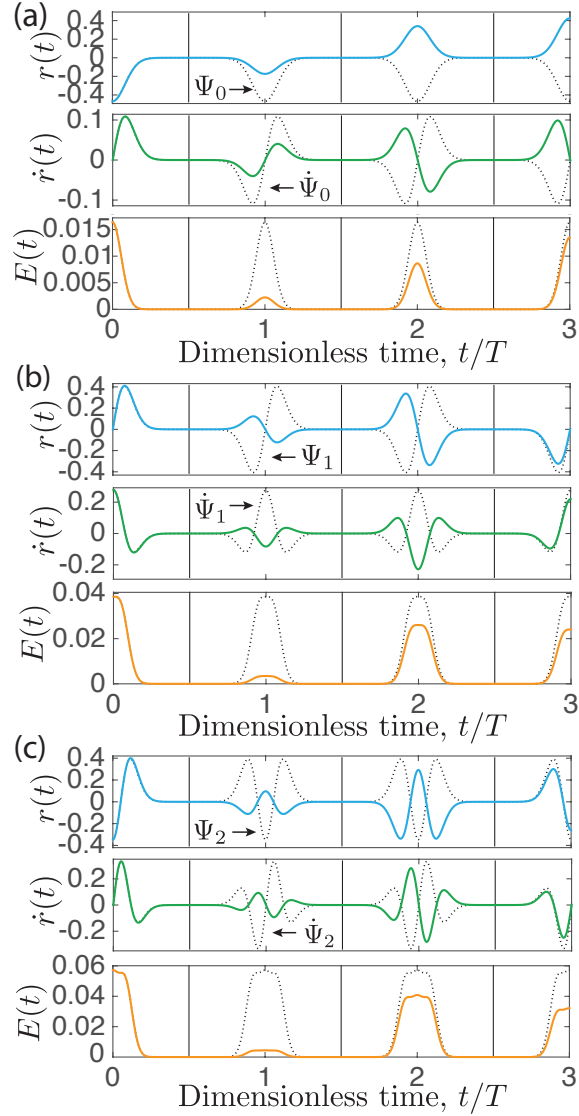 (a)
r(t)
0.4
0.2
0
-0.2
-0.4
Ψ₀
ṙ(t)
0.1
0
-0.1
Ψ̇₀
E(t)
0.015
0.01
0.005
0
0 1 2 3
Dimensionless time, t/T
(b)
r(t)
0.4
0.2
0
-0.2
-0.4
Ψ₁
ṙ(t)
0.2
0
-0.2
Ψ̇₁
E(t)
0.04
0.02
0
0 1 2 3
Dimensionless time, t/T
(c)
r(t)
0.4
0.2
0
-0.2
-0.4
Ψ₂
ṙ(t)
0.2
0
-0.2
Ψ̇₂
E(t)
0.06
0.04
0.02
0
0 1 2 3
Dimensionless time, t/T